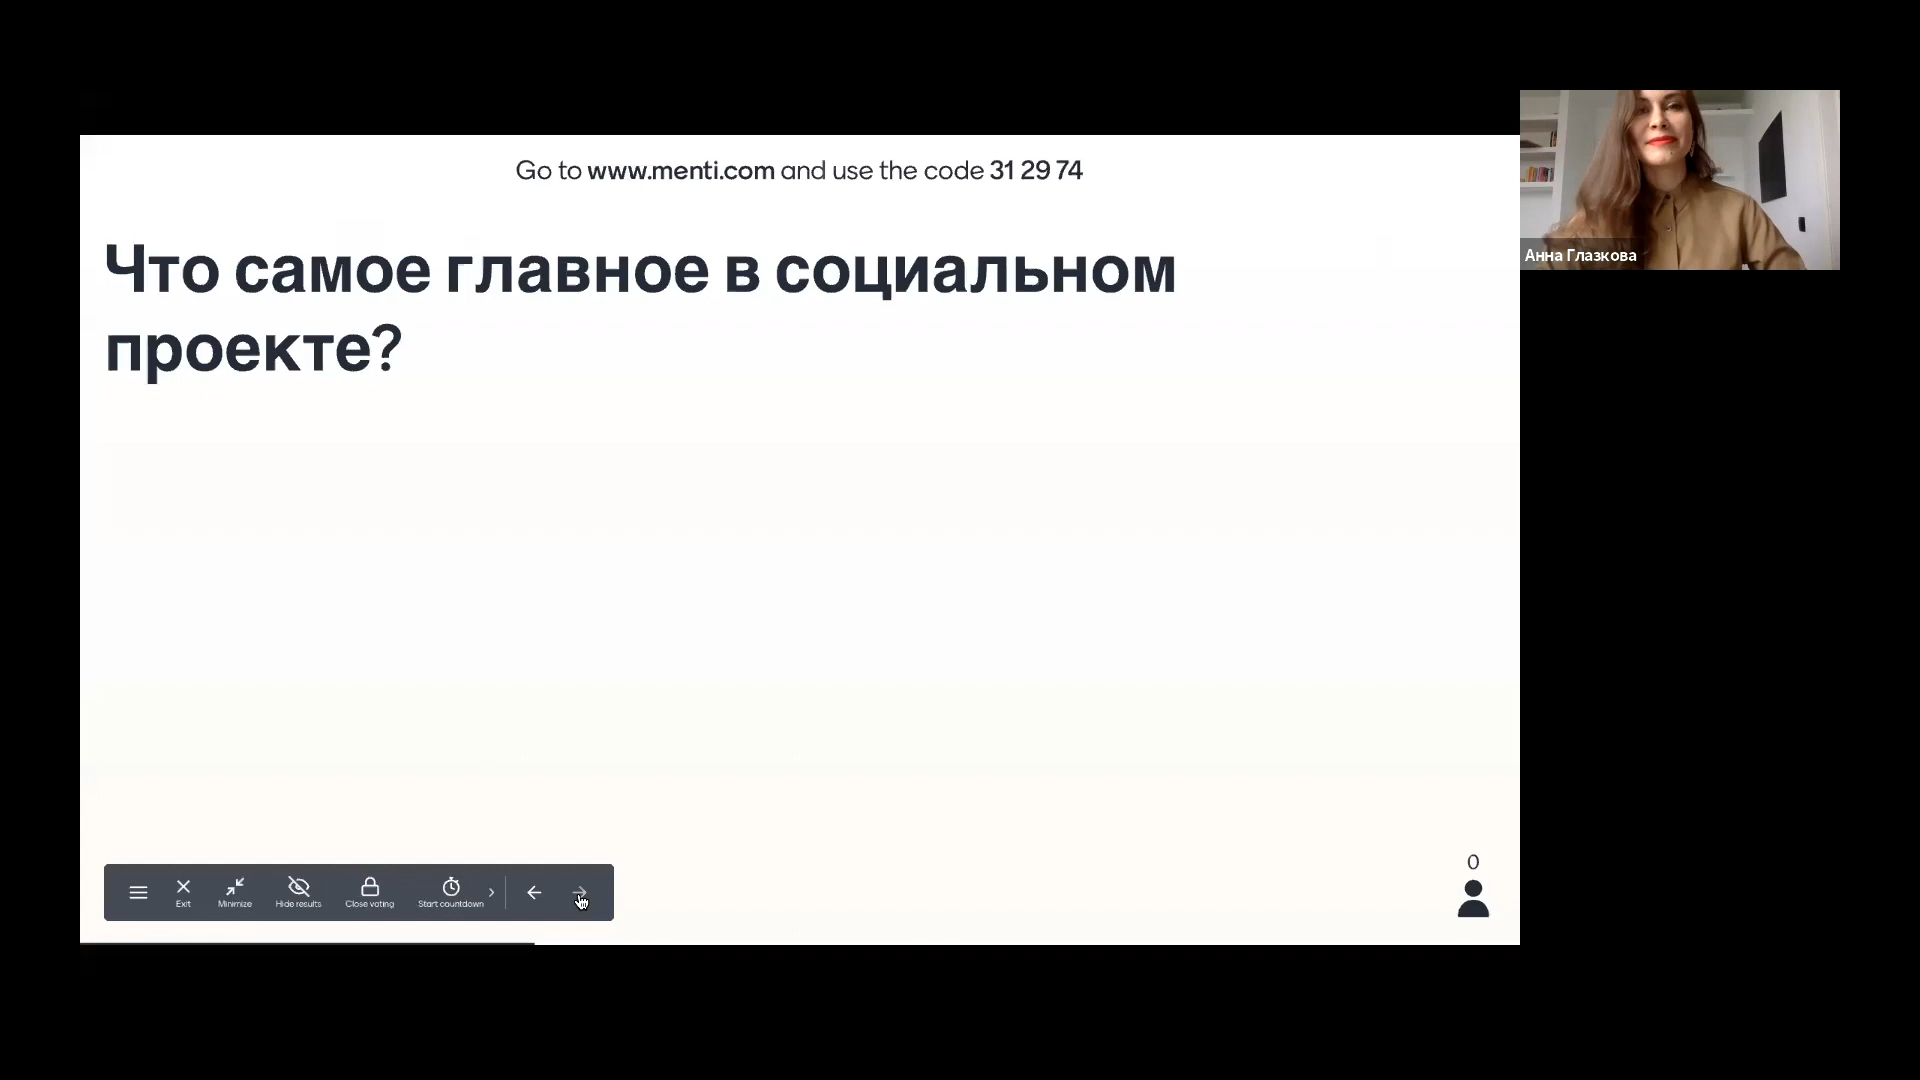 Go to www.menti.com and use the code 31 29 74
Что самое главное в социальном
проекте?
Анна Глазкова
Exit
Minimize
Hide results
Close voting
Start countdown
0